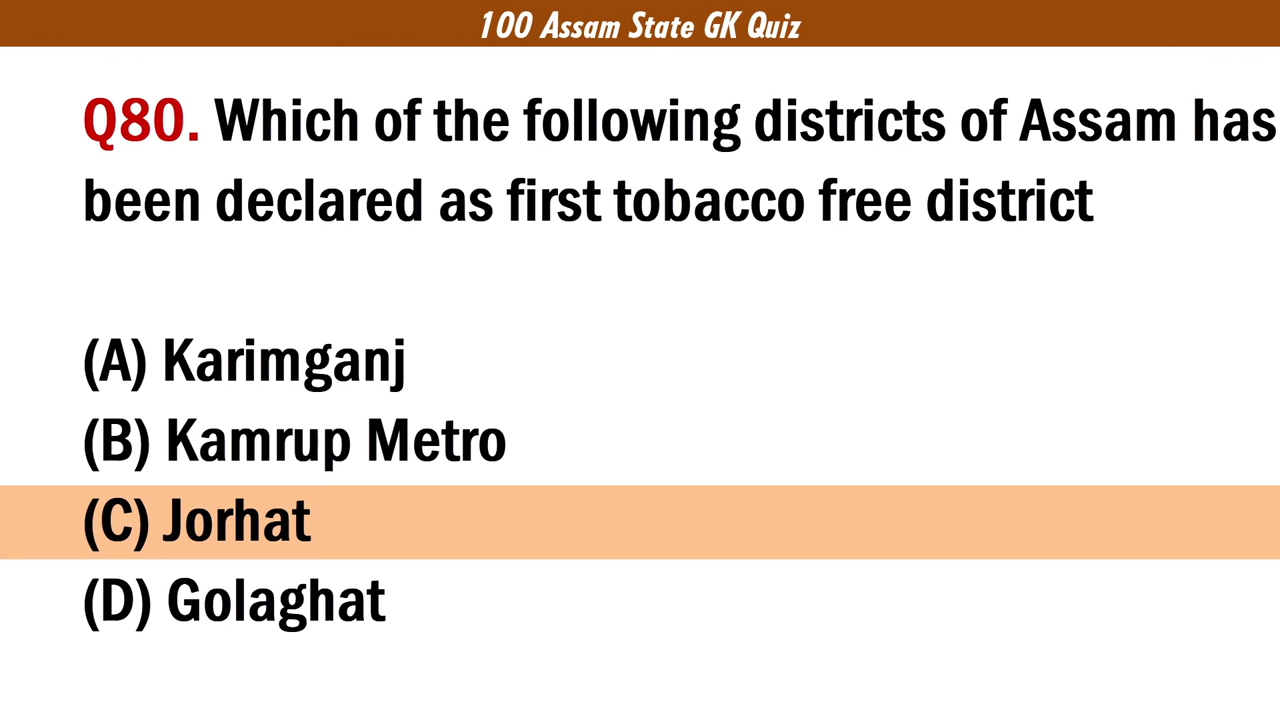 100 Assam State GK Quiz
Q80. Which of the following districts of Assam has
been declared as first tobacco free district
(A) Karimganj
(B) Kamrup Metro
(C) Jorhat
(D) Golaghat